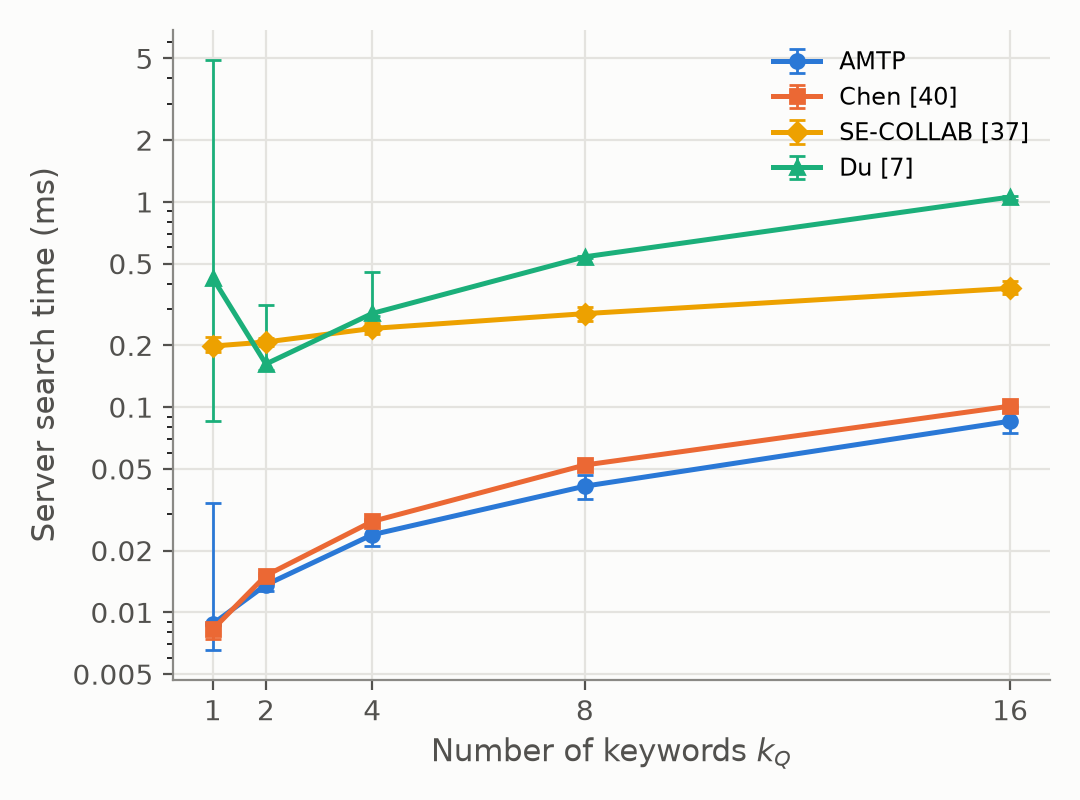 Server search time (ms)
5
2
1
0.5
0.2
0.1
0.05
0.02
0.01
0.005
AMTP
Chen [40]
SE-COLLAB [37]
Du [7]
1 2 4 8 16
Number of keywords k_Q